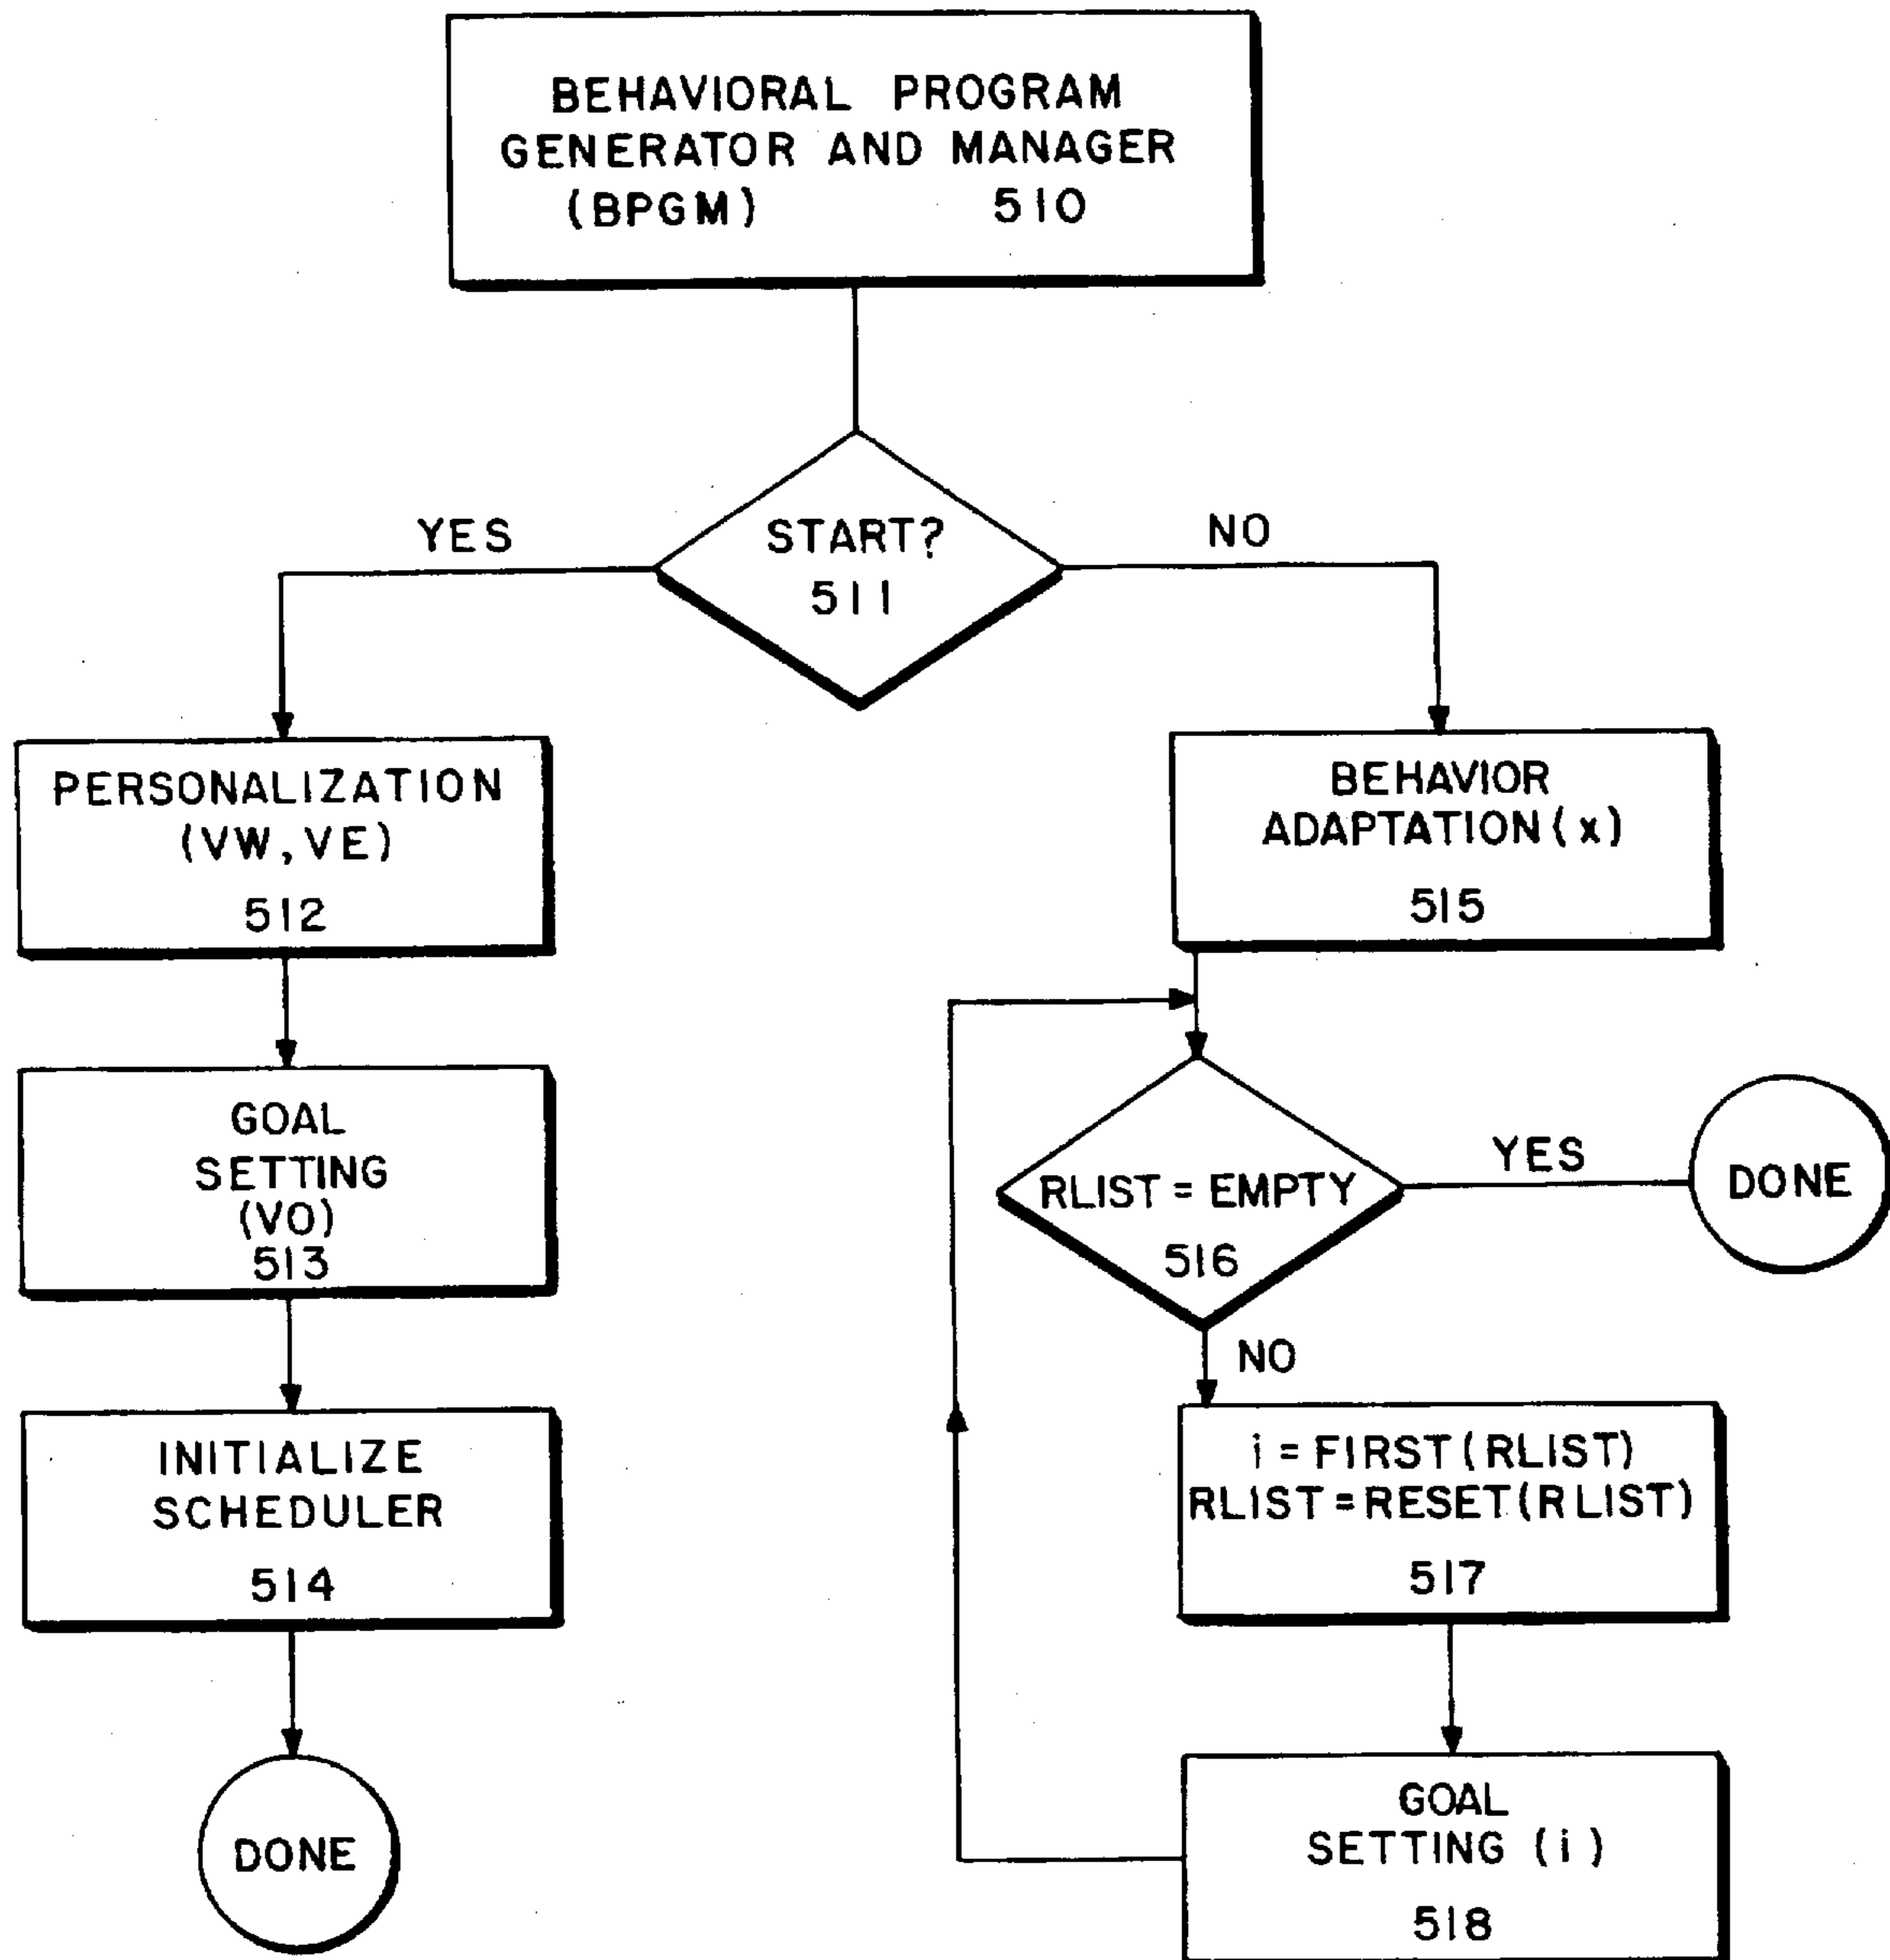 BEHAVIORAL PROGRAM
GENERATOR AND MANAGER
(BPGM) 510
START?
511
YES
NO
PERSONALIZATION
(VW, VE)
512
GOAL
SETTING
(VO)
513
INITIALIZE
SCHEDULER
514
DONE
BEHAVIOR
ADAPTATION(x)
515
RLIST = EMPTY
516
YES
DONE
NO
i = FIRST(RLIST)
RLIST = RESET(RLIST)
517
GOAL
SETTING (i)
518